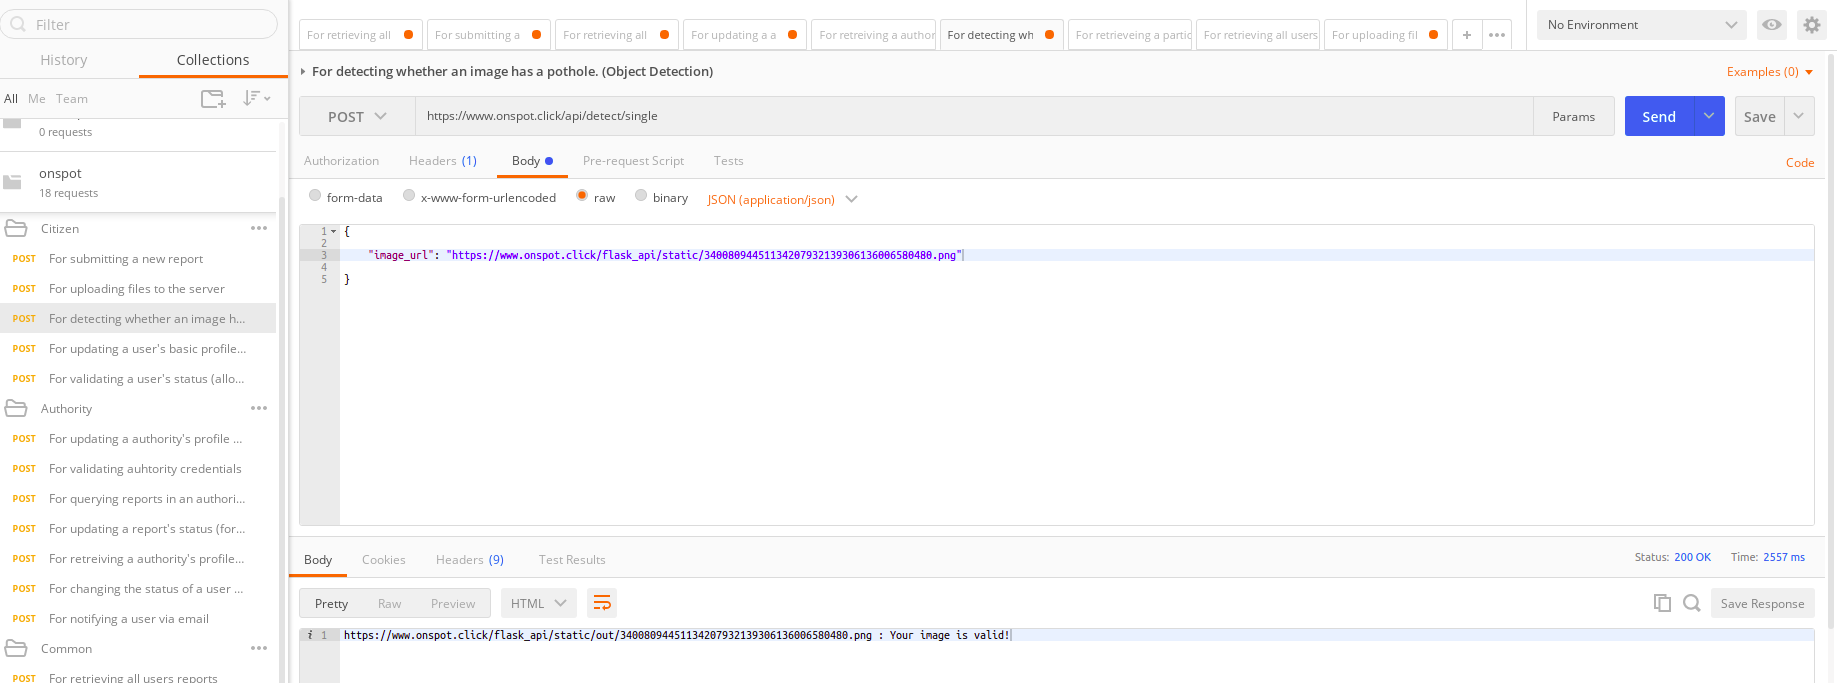 Filter
History Collections
All Me Team
0 requests
onspot
18 requests
Citizen
POST For submitting a new report
POST For uploading files to the server
POST For detecting whether an image h...
POST For updating a user's basic profile...
POST For validating a user's status (allo...
Authority
POST For updating a authority's profile ...
POST For validating auhtority credentials
POST For querying reports in an authori...
POST For updating a report's status (for...
POST For retreiving a authority's profile...
POST For changing the status of a user ...
POST For notifying a user via email
Common
POST For retrieving all users reports
For retrieving all For submitting a For retrieving all For updating a a For retreiving a author For detecting wh For retrieveing a partic For retrieving all users For uploading fil + •••
No Environment
For detecting whether an image has a pothole. (Object Detection)
Examples (0)
POST https://www.onspot.click/api/detect/single Params Send Save
Authorization Headers (1) Body Pre-request Script Tests
Code
form-data x-www-form-urlencoded raw binary JSON (application/json)
1 {
2
3 "image_url": "https://www.onspot.click/flask_api/static/340080944511342079321393061360065​80480.png"
4
5 }
Body Cookies Headers (9) Test Results
Status: 200 OK Time: 2557 ms
Pretty Raw Preview HTML
Save Response
i 1 https://www.onspot.click/flask_api/static/out/34008094451134207932139306136006580480.png : Your image is valid!